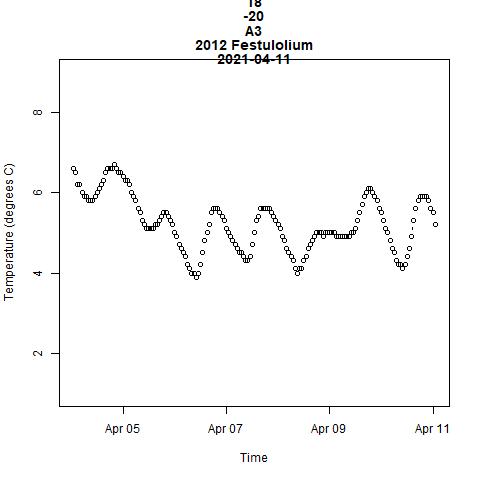 18
-20
A3
2012 Festulolium
2021-04-11
Temperature (degrees C)
8
6
4
2
Apr 05
Apr 07
Apr 09
Apr 11
Time